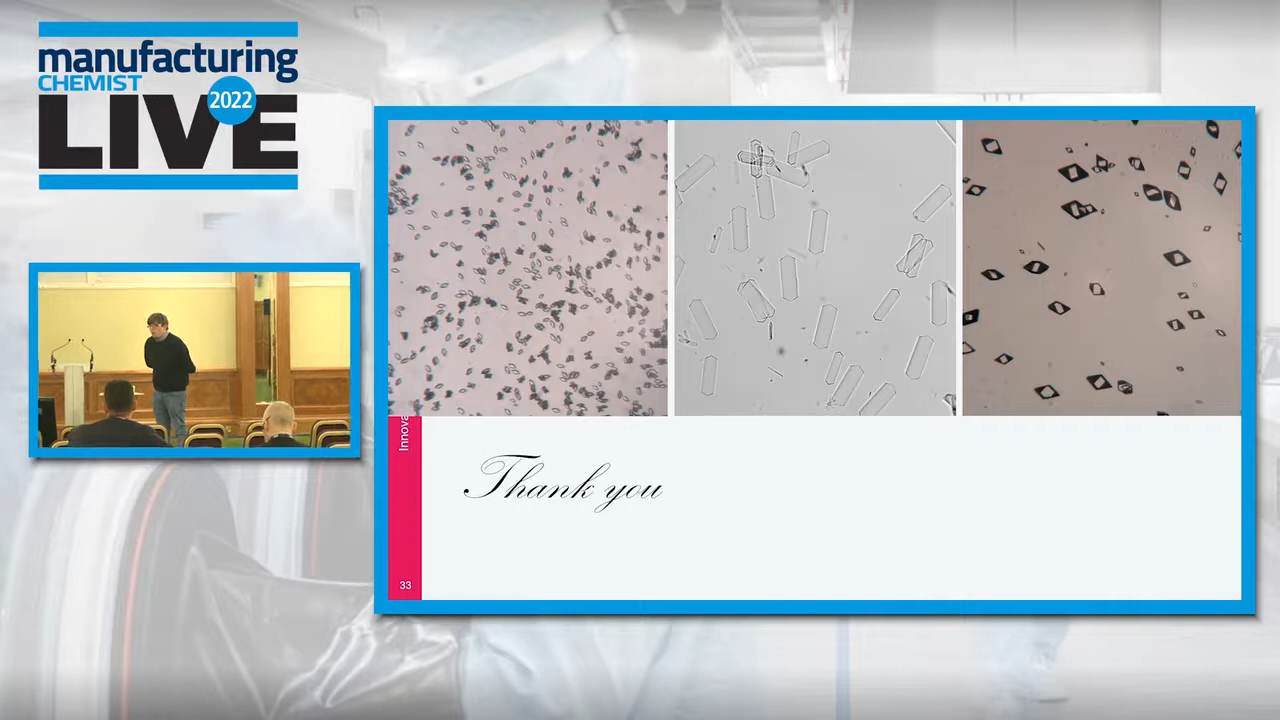 manufacturing
CHEMIST
LIVE
2022
Innova
Thank you
33